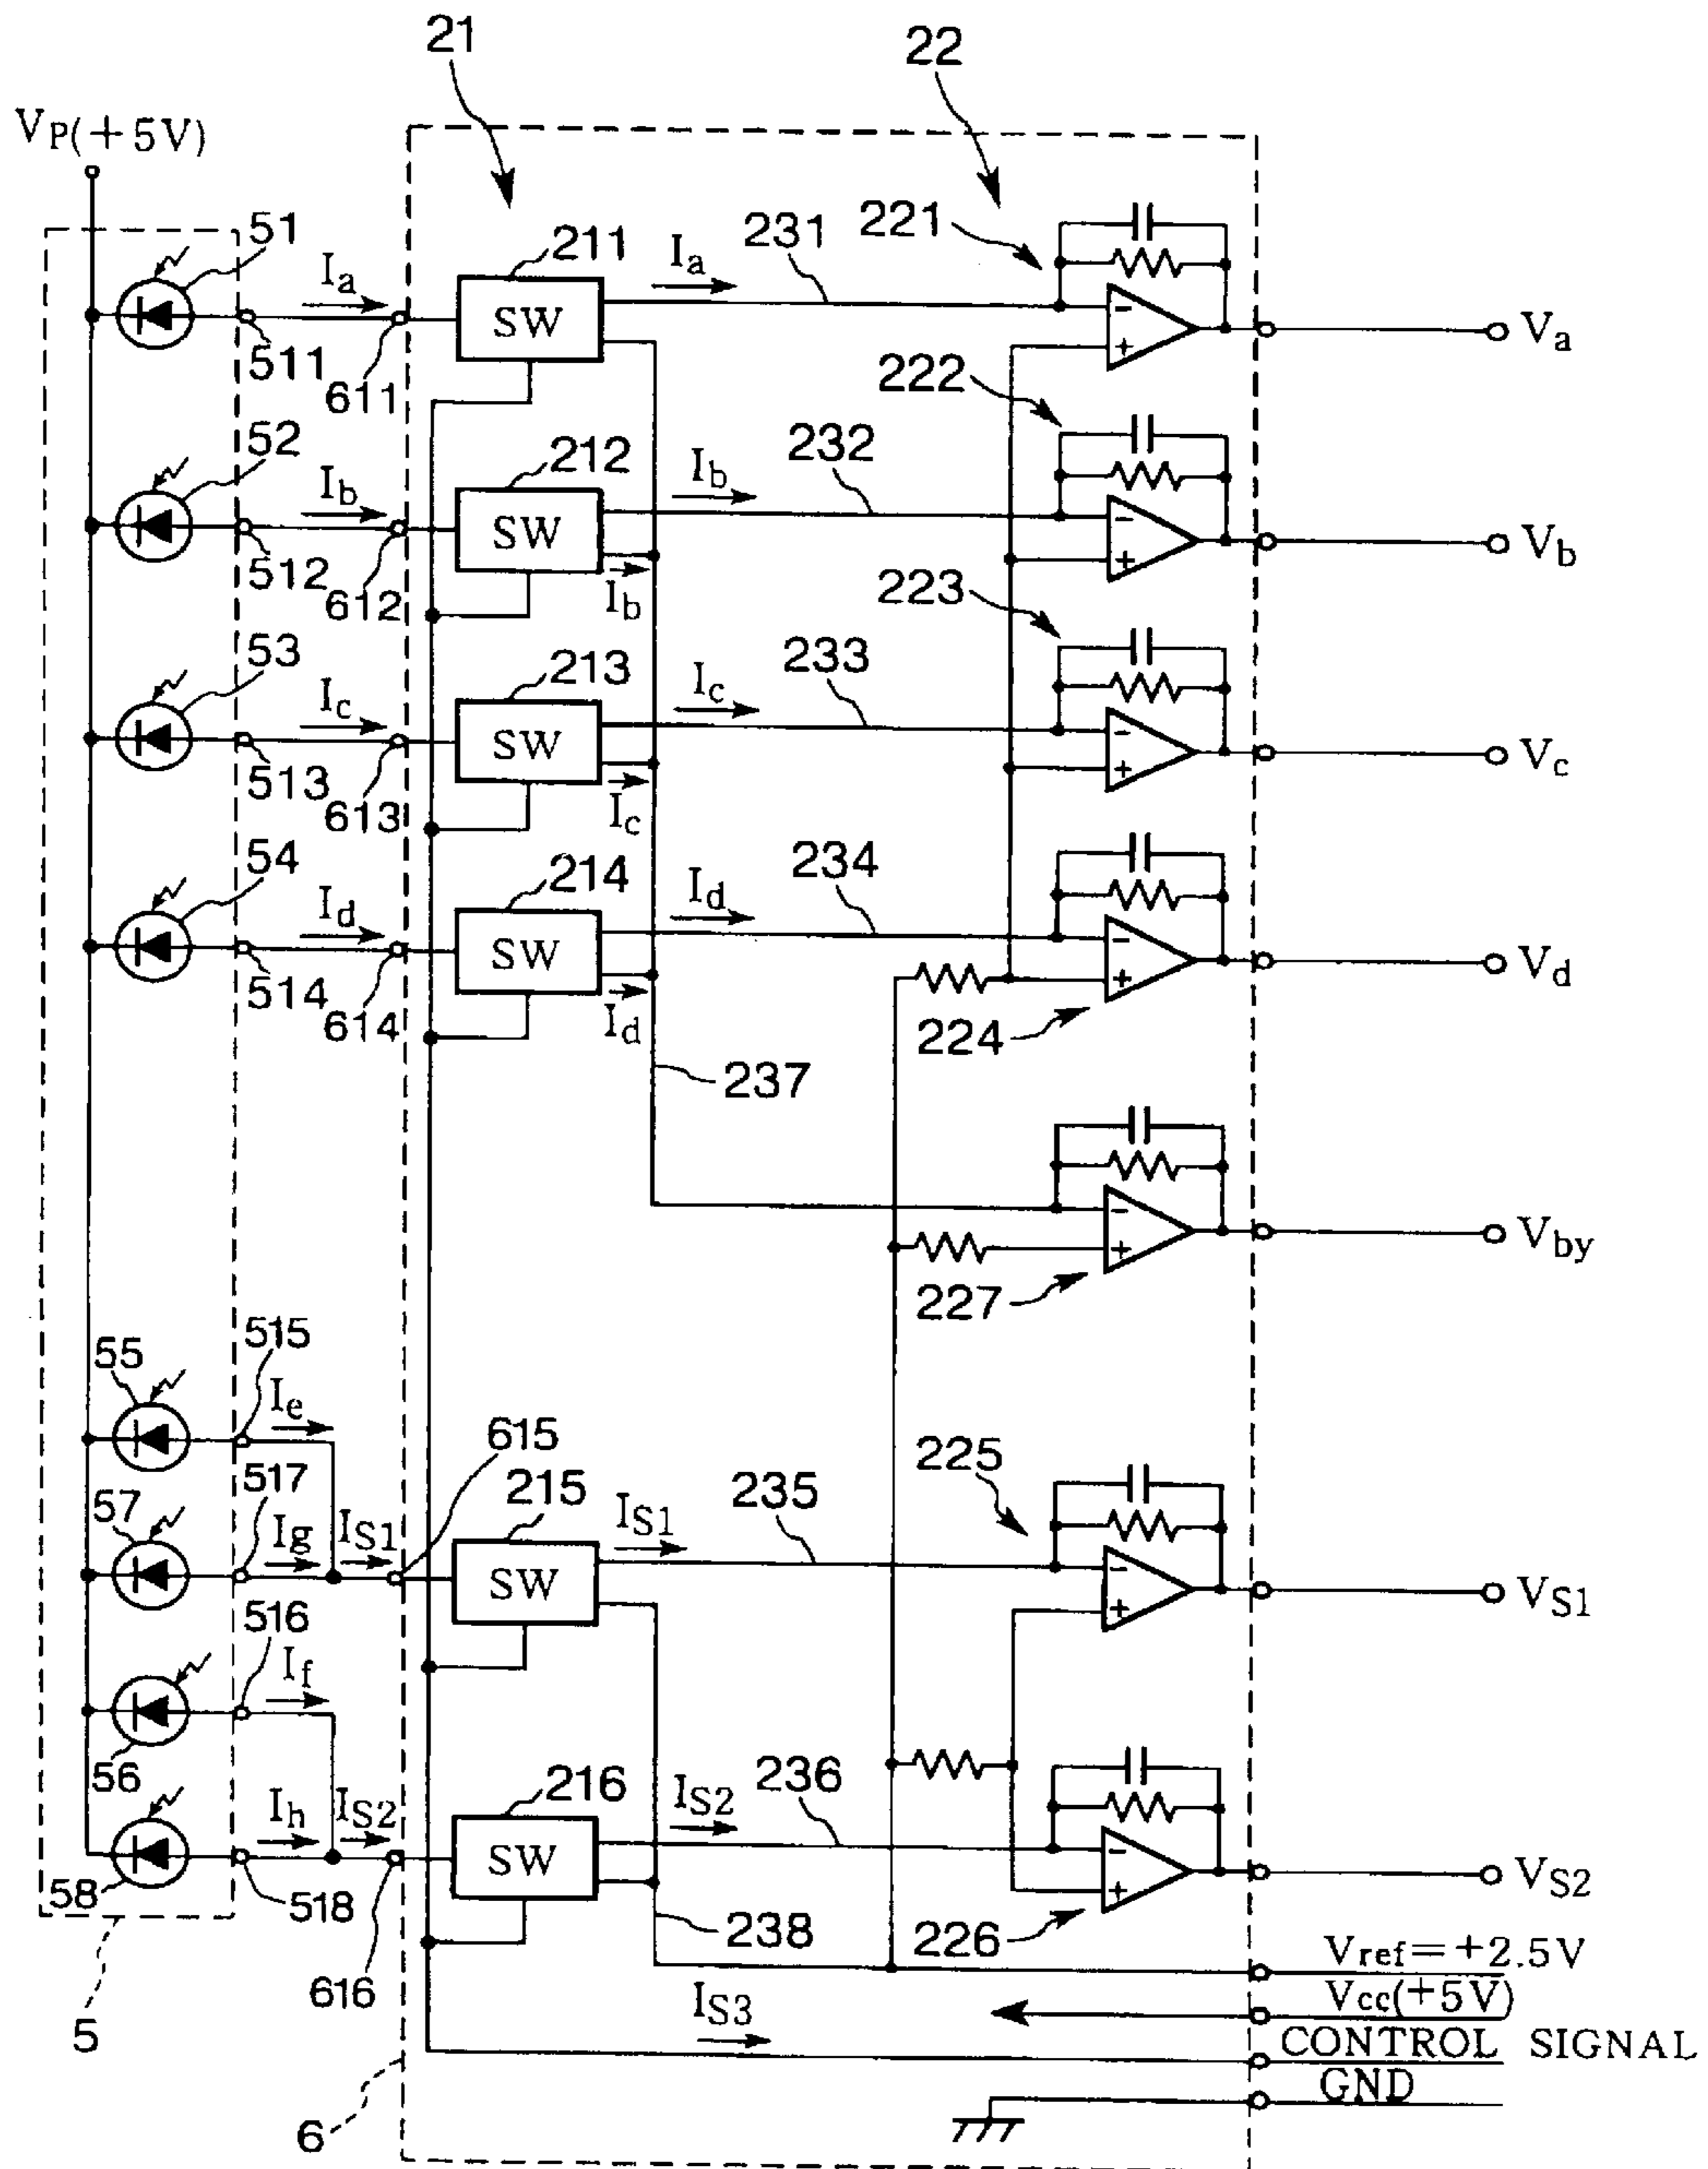 21
22
VP(+5V)
51
Ia
211
SW
Ia
231
221
Va
511
611
222
52
Ib
212
SW
Ib
232
Vb
512
612
Ib
223
53
Ic
213
SW
Ic
233
Vc
513
613
Ic
54
Id
214
SW
Id
234
Vd
514
614
Id
224
237
Vby
227
55
515
Ie
615
225
57
517
Ig
IS1
215
SW
IS1
235
VS1
516
If
56
216
SW
IS2
236
Ih
IS2
VS2
58
518
238
226
616
Vref=+2.5V
Vcc(+5V)
IS3
CONTROL SIGNAL
GND
5
6
- + - + - + - + - + - + - +